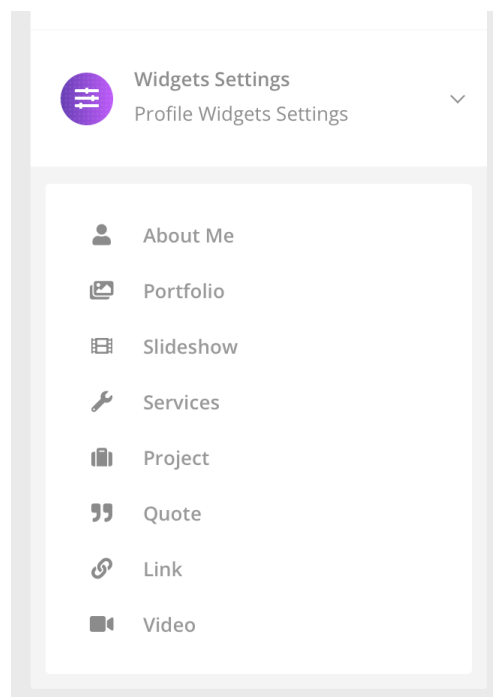 Widgets Settings
Profile Widgets Settings
About Me
Portfolio
Slideshow
Services
Project
Quote
Link
Video